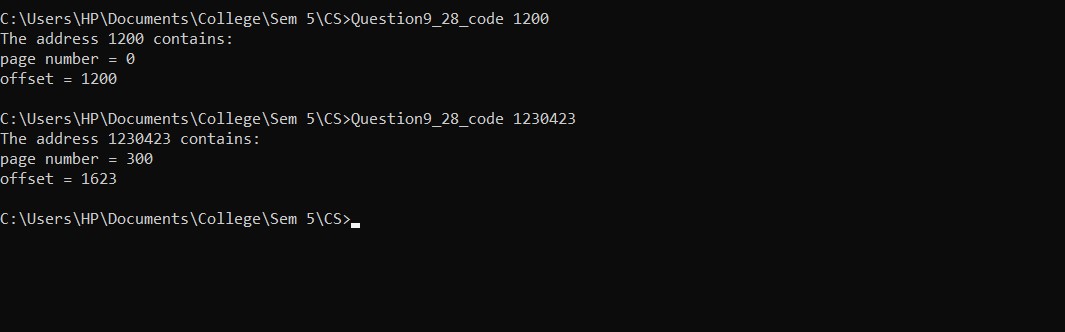 C:\Users\HP\Documents\College\Sem 5\CS>Question9_28_code 1200
The address 1200 contains:
page number = 0
offset = 1200
C:\Users\HP\Documents\College\Sem 5\CS>Question9_28_code 1230423
The address 1230423 contains:
page number = 300
offset = 1623
C:\Users\HP\Documents\College\Sem 5\CS>